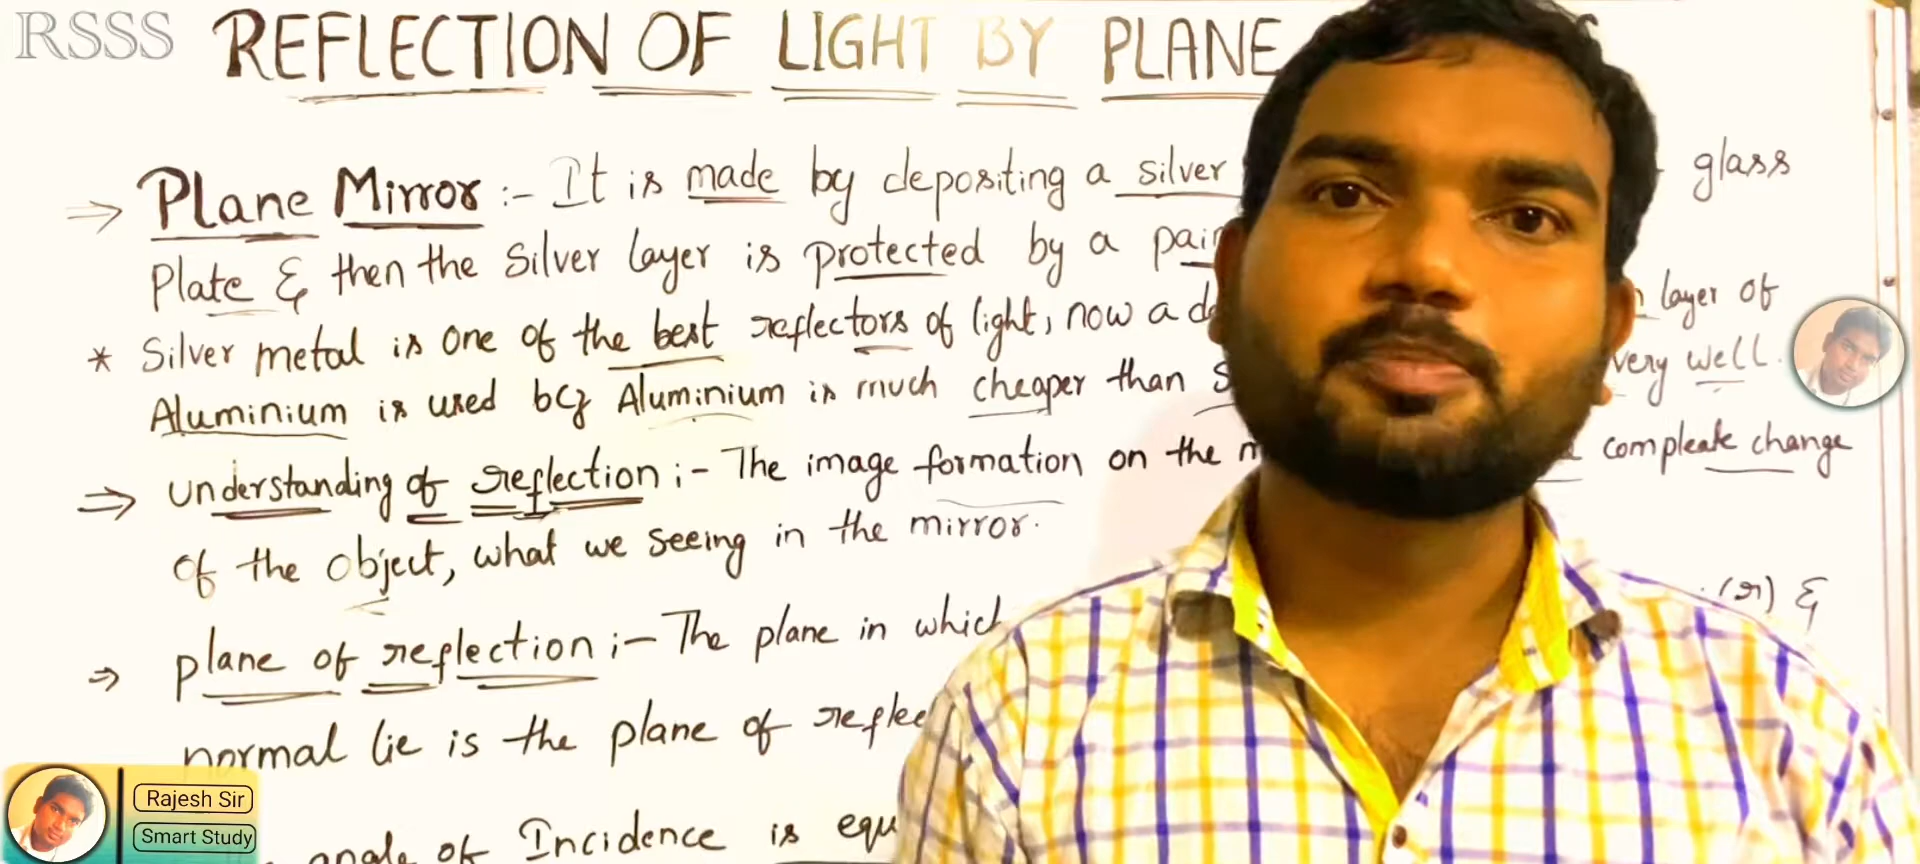 RSSS
REFLECTION OF LIGHT BY PLANE
⇒ Plane Mirror :- It is made by depositing a silver glass
Plate & then the Silver layer is protected by a
* Silver metal is one of the best reflectors of light, now a layer of
Aluminium is used bcz Aluminium is much cheaper than very well.
⇒ understanding of reflection :- The image formation on the compleate change
of the object, what we seeing in the mirror.
⇒ plane of reflection :- The plane in which (r) &
normal lie is the plane of
angle of Incidence is
Rajesh Sir
Smart Study